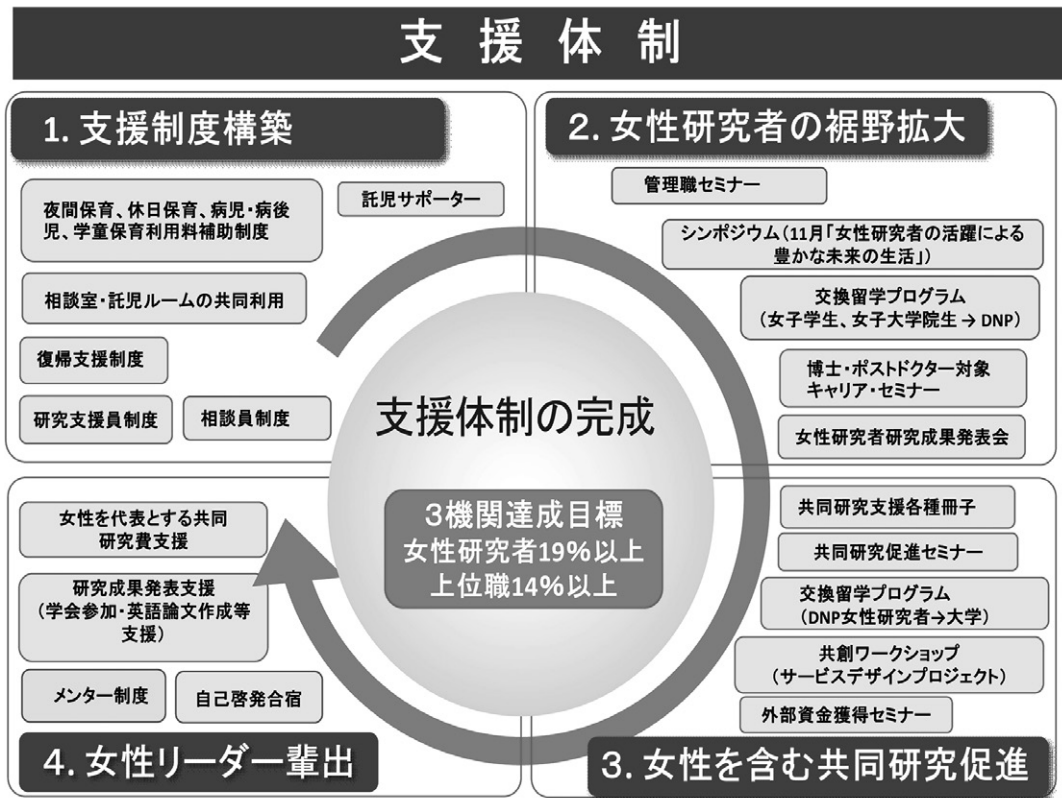 支援体制
1. 支援制度構築
託児サポーター
夜間保育、休日保育、病児・病後
児、学童保育利用料補助制度
相談室・託児ルームの共同利用
復帰支援制度
研究支援員制度
相談員制度
2. 女性研究者の裾野拡大
管理職セミナー
シンポジウム(11月「女性研究者の活躍による
豊かな未来の生活」)
交換留学プログラム
(女子学生、女子大学院生→DNP)
博士・ポストドクター対象
キャリア・セミナー
女性研究者研究成果発表会
支援体制の完成
3機関達成目標
女性研究者19%以上
上位職14%以上
共同研究支援各種冊子
共同研究促進セミナー
交換留学プログラム
(DNP女性研究者→大学)
共創ワークショップ
(サービスデザインプロジェクト)
外部資金獲得セミナー
3. 女性を含む共同研究促進
女性を代表とする共同
研究費支援
研究成果発表支援
(学会参加・英語論文作成等
支援)
メンター制度
自己啓発合宿
4. 女性リーダー輩出